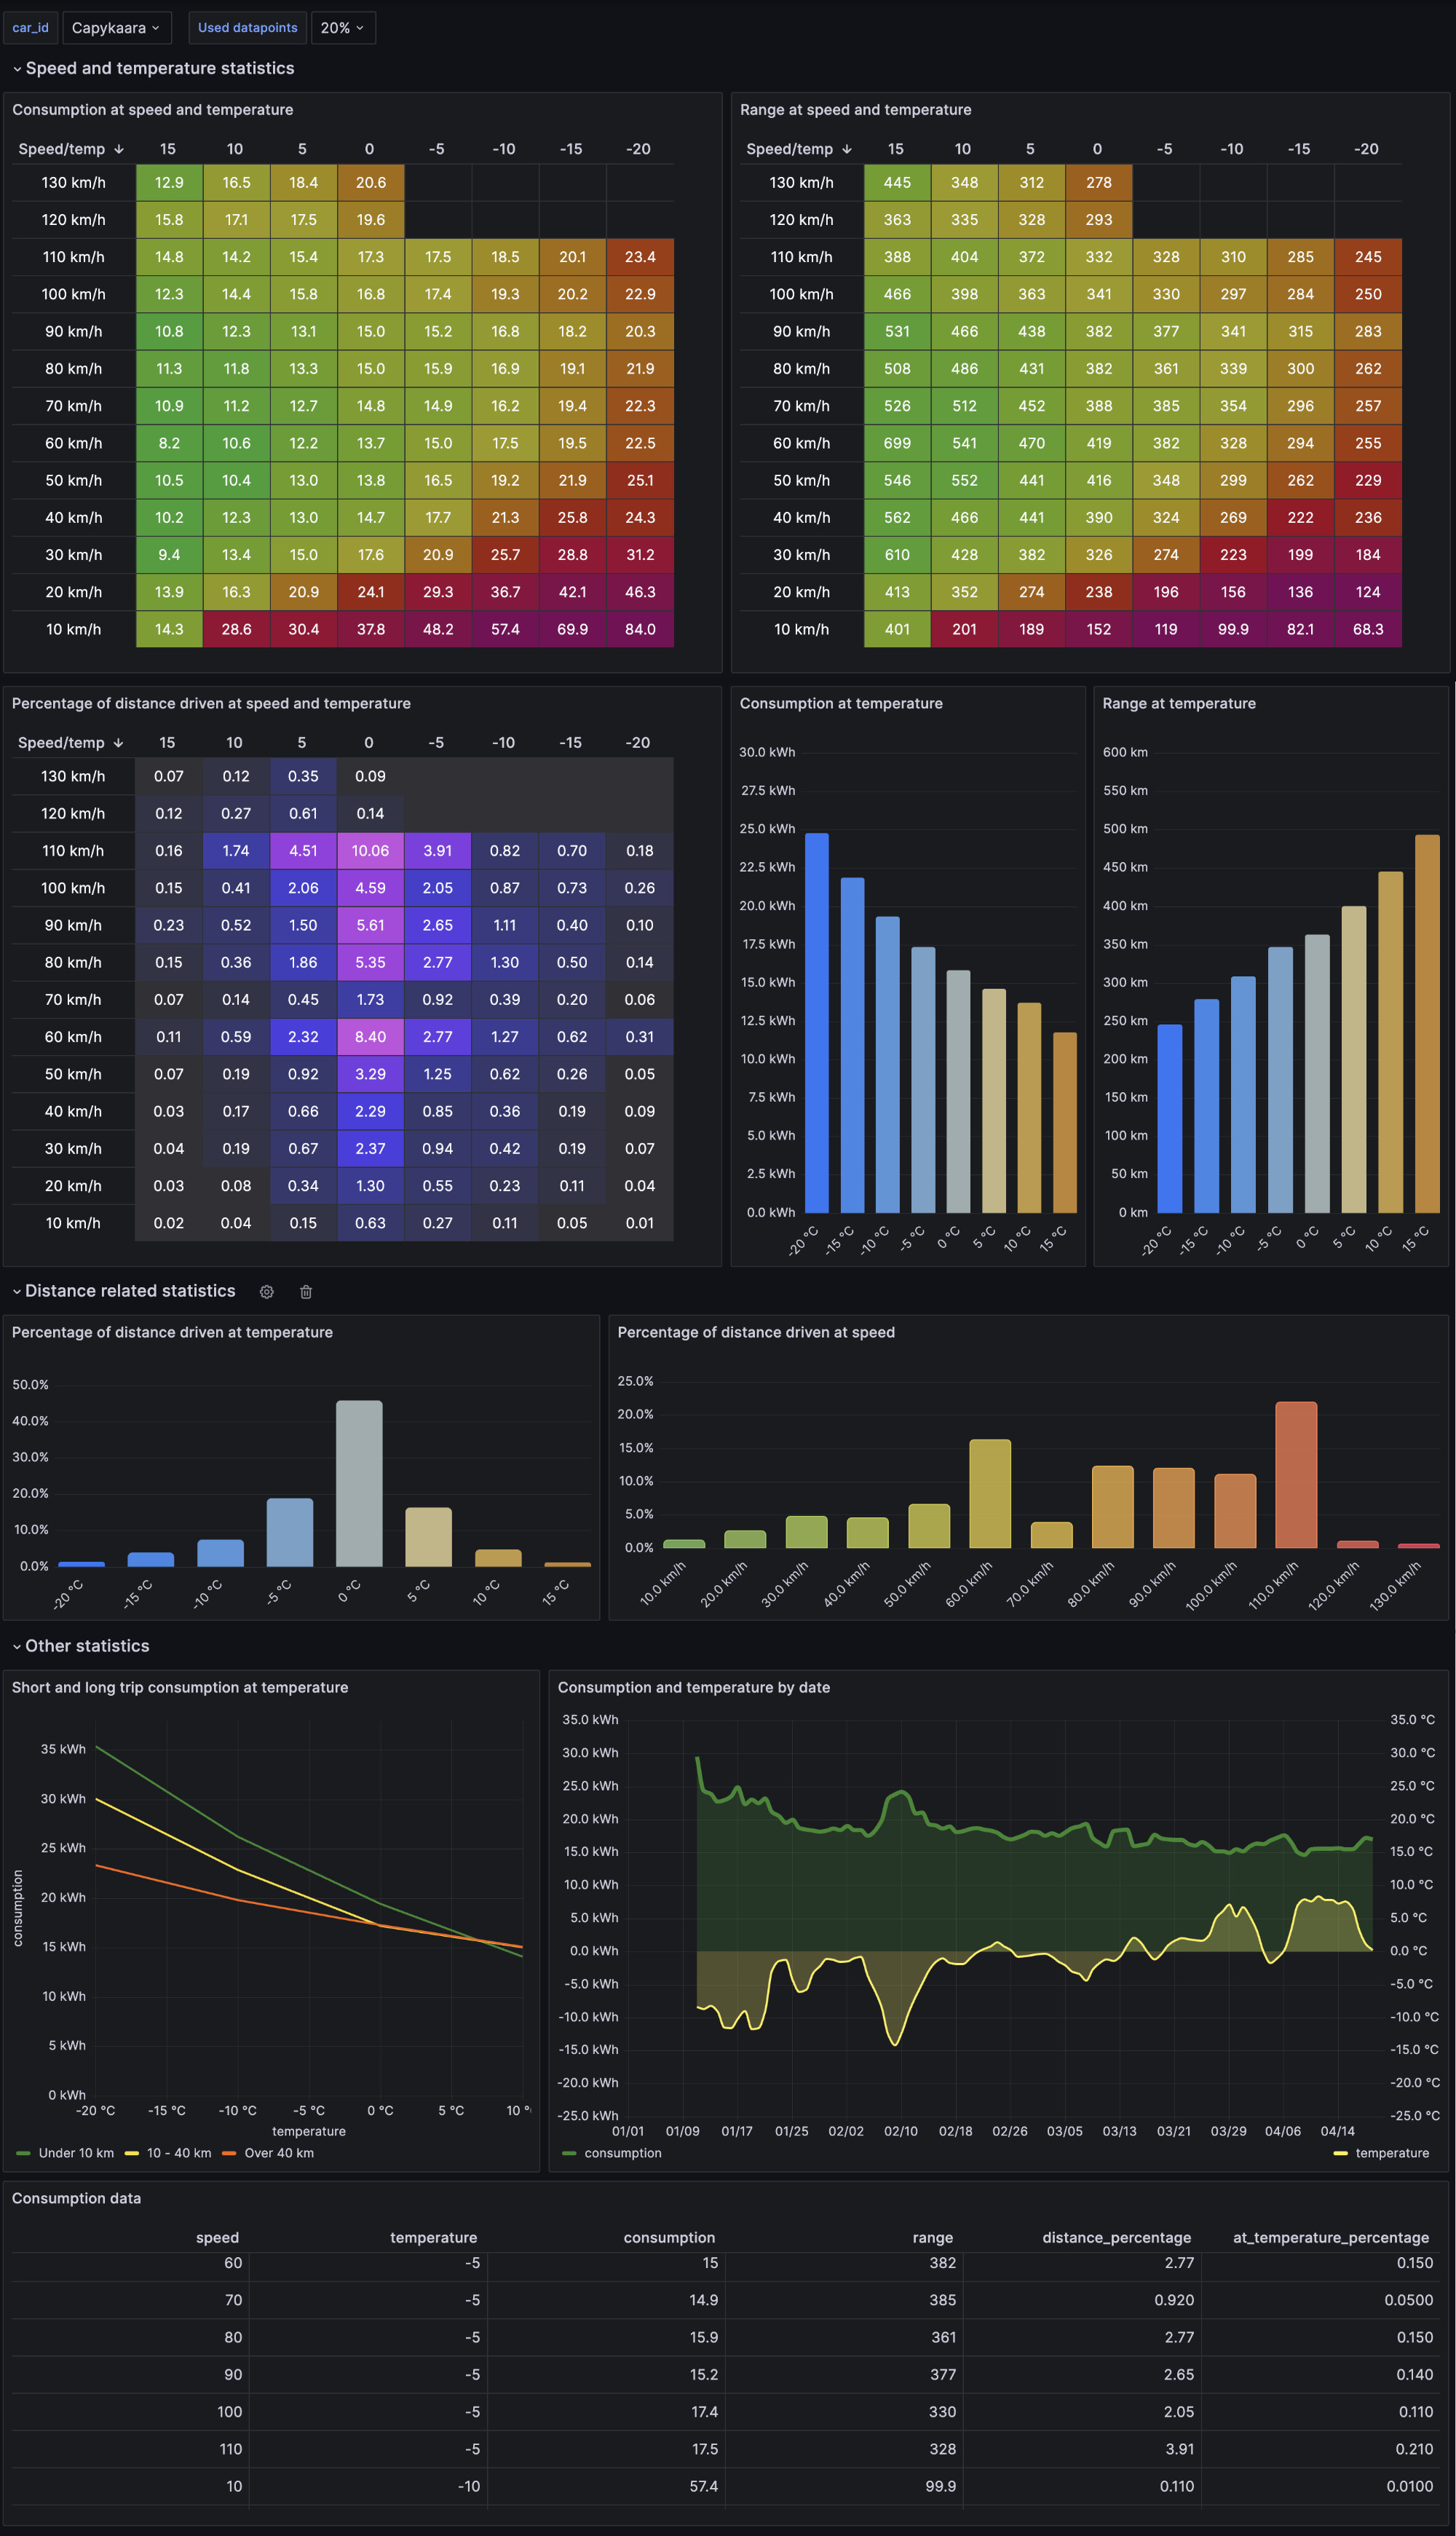 car_id Capykaara Used datapoints 20%
Speed and temperature statistics
Consumption at speed and temperature
Speed/temp 15 10 5 0 -5 -10 -15 -20
130 km/h 12.9 16.5 18.4 20.6
120 km/h 15.8 17.1 17.5 19.6
110 km/h 14.8 14.2 15.4 17.3 17.5 18.5 20.1 23.4
100 km/h 12.3 14.4 15.8 16.8 17.4 19.3 20.2 22.9
90 km/h 10.8 12.3 13.1 15.0 15.2 16.8 18.2 20.3
80 km/h 11.3 11.8 13.3 15.0 15.9 16.9 19.1 21.9
70 km/h 10.9 11.2 12.7 14.8 14.9 16.2 19.4 22.3
60 km/h 8.2 10.6 12.2 13.7 15.0 17.5 19.5 22.5
50 km/h 10.5 10.4 13.0 13.8 16.5 19.2 21.9 25.1
40 km/h 10.2 12.3 13.0 14.7 17.7 21.3 25.8 24.3
30 km/h 9.4 13.4 15.0 17.6 20.9 25.7 28.8 31.2
20 km/h 13.9 16.3 20.9 24.1 29.3 36.7 42.1 46.3
10 km/h 14.3 28.6 30.4 37.8 48.2 57.4 69.9 84.0
Range at speed and temperature
Speed/temp 15 10 5 0 -5 -10 -15 -20
130 km/h 445 348 312 278
120 km/h 363 335 328 293
110 km/h 388 404 372 332 328 310 285 245
100 km/h 466 398 363 341 330 297 284 250
90 km/h 531 466 438 382 377 341 315 283
80 km/h 508 486 431 382 361 339 300 262
70 km/h 526 512 452 388 385 354 296 257
60 km/h 699 541 470 419 382 328 294 255
50 km/h 546 552 441 416 348 299 262 229
40 km/h 562 466 441 390 324 269 222 236
30 km/h 610 428 382 326 274 223 199 184
20 km/h 413 352 274 238 196 156 136 124
10 km/h 401 201 189 152 119 99.9 82.1 68.3
Percentage of distance driven at speed and temperature
Speed/temp 15 10 5 0 -5 -10 -15 -20
130 km/h 0.07 0.12 0.35 0.09
120 km/h 0.12 0.27 0.61 0.14
110 km/h 0.16 1.74 4.51 10.06 3.91 0.82 0.70 0.18
100 km/h 0.15 0.41 2.06 4.59 2.05 0.87 0.73 0.26
90 km/h 0.23 0.52 1.50 5.61 2.65 1.11 0.40 0.10
80 km/h 0.15 0.36 1.86 5.35 2.77 1.30 0.50 0.14
70 km/h 0.07 0.14 0.45 1.73 0.92 0.39 0.20 0.06
60 km/h 0.11 0.59 2.32 8.40 2.77 1.27 0.62 0.31
50 km/h 0.07 0.19 0.92 3.29 1.25 0.62 0.26 0.05
40 km/h 0.03 0.17 0.66 2.29 0.85 0.36 0.19 0.09
30 km/h 0.04 0.19 0.67 2.37 0.94 0.42 0.19 0.07
20 km/h 0.03 0.08 0.34 1.30 0.55 0.23 0.11 0.04
10 km/h 0.02 0.04 0.15 0.63 0.27 0.11 0.05 0.01
Consumption at temperature
30.0 kWh
27.5 kWh
25.0 kWh
22.5 kWh
20.0 kWh
17.5 kWh
15.0 kWh
12.5 kWh
10.0 kWh
7.5 kWh
5.0 kWh
2.5 kWh
0.0 kWh
-20 °C -15 °C -10 °C -5 °C 0 °C 5 °C 10 °C 15 °C
Range at temperature
600 km
550 km
500 km
450 km
400 km
350 km
300 km
250 km
200 km
150 km
100 km
50 km
0 km
-20 °C -15 °C -10 °C -5 °C 0 °C 5 °C 10 °C 15 °C
Distance related statistics
Percentage of distance driven at temperature
50.0%
40.0%
30.0%
20.0%
10.0%
0.0%
-20 °C -15 °C -10 °C -5 °C 0 °C 5 °C 10 °C 15 °C
Percentage of distance driven at speed
25.0%
20.0%
15.0%
10.0%
5.0%
0.0%
10.0 km/h 20.0 km/h 30.0 km/h 40.0 km/h 50.0 km/h 60.0 km/h 70.0 km/h 80.0 km/h 90.0 km/h 100.0 km/h 110.0 km/h 120.0 km/h 130.0 km/h
Other statistics
Short and long trip consumption at temperature
35 kWh
30 kWh
25 kWh
20 kWh
15 kWh
10 kWh
5 kWh
0 kWh
consumption
-20 °C -15 °C -10 °C -5 °C 0 °C 5 °C 10 °
temperature
Under 10 km 10 - 40 km Over 40 km
Consumption and temperature by date
35.0 kWh 35.0 °C
30.0 kWh 30.0 °C
25.0 kWh 25.0 °C
20.0 kWh 20.0 °C
15.0 kWh 15.0 °C
10.0 kWh 10.0 °C
5.0 kWh 5.0 °C
0.0 kWh 0.0 °C
-5.0 kWh -5.0 °C
-10.0 kWh -10.0 °C
-15.0 kWh -15.0 °C
-20.0 kWh -20.0 °C
-25.0 kWh -25.0 °C
01/01 01/09 01/17 01/25 02/02 02/10 02/18 02/26 03/05 03/13 03/21 03/29 04/06 04/14
consumption temperature
Consumption data
speed temperature consumption range distance_percentage at_temperature_percentage
60 -5 15 382 2.77 0.150
70 -5 14.9 385 0.920 0.0500
80 -5 15.9 361 2.77 0.150
90 -5 15.2 377 2.65 0.140
100 -5 17.4 330 2.05 0.110
110 -5 17.5 328 3.91 0.210
10 -10 57.4 99.9 0.110 0.0100